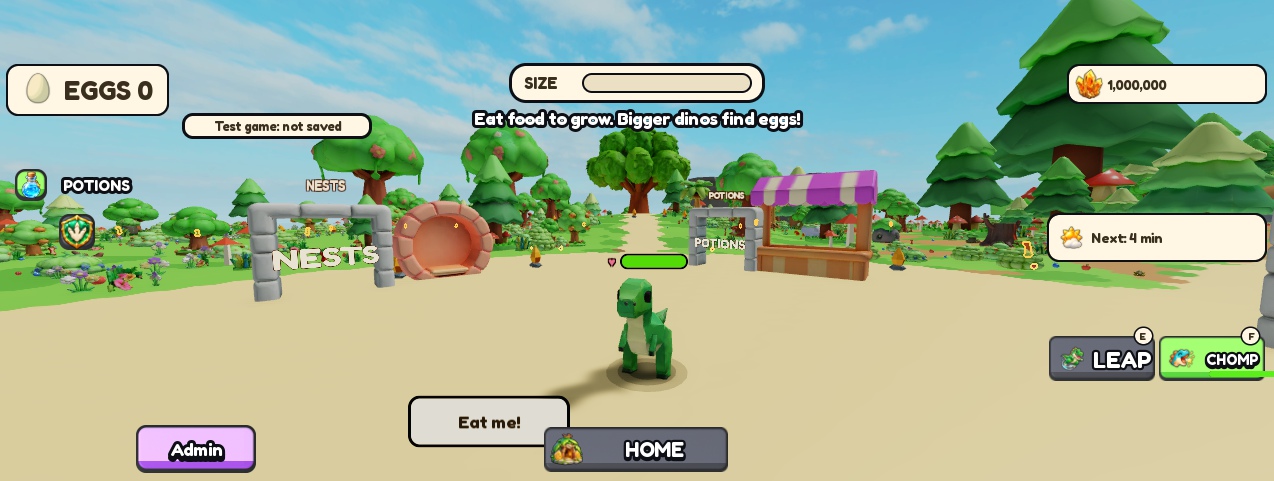 EGGS 0
SIZE
1,000,000
Test game: not saved
Eat food to grow. Bigger dinos find eggs!
POTIONS
NESTS
POTIONS
NESTS
POTIONS
Next: 4 min
E
F
LEAP
CHOMP
Eat me!
Admin
HOME